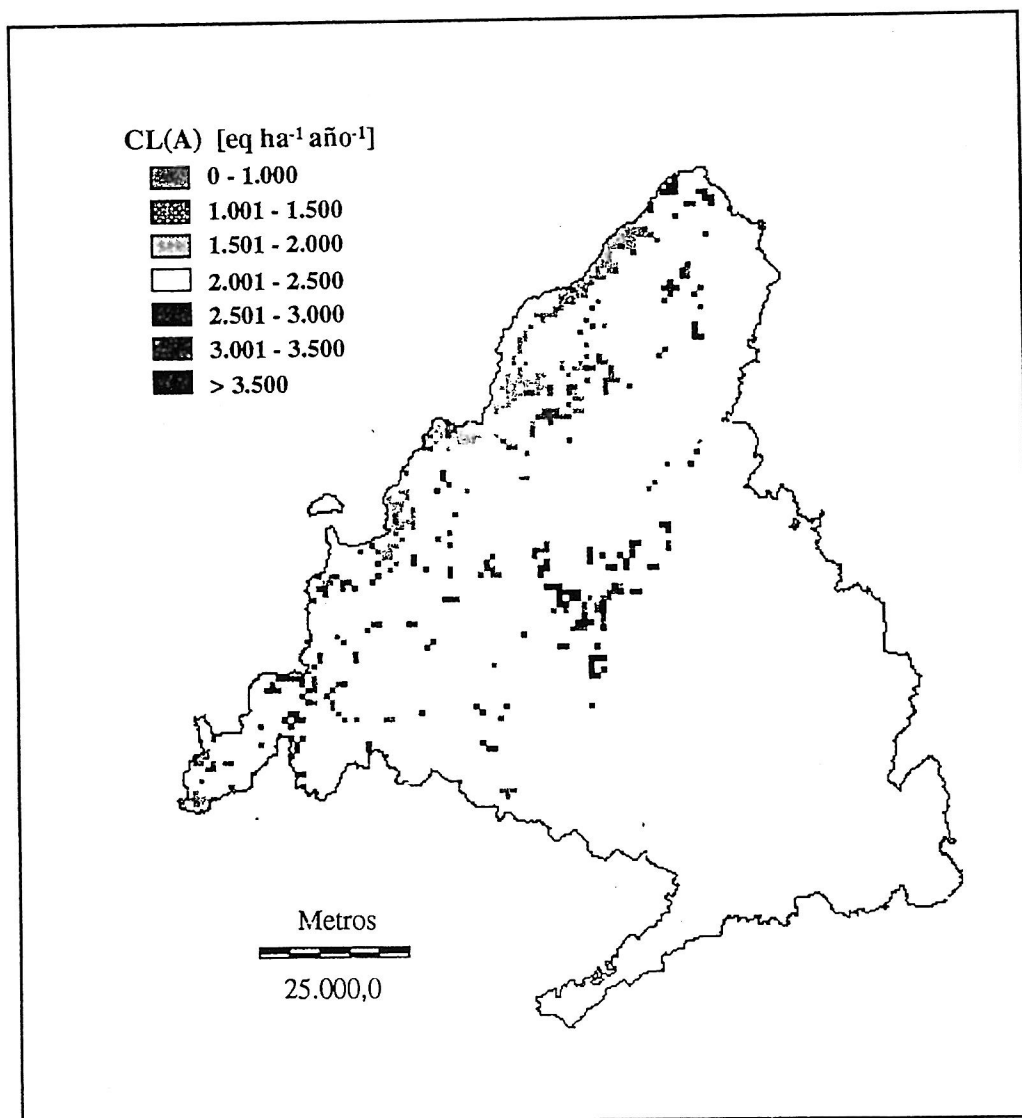 CL(A) [eq ha⁻¹ año⁻¹]
0 - 1.000
1.001 - 1.500
1.501 - 2.000
2.001 - 2.500
2.501 - 3.000
3.001 - 3.500
> 3.500
Metros
25.000,0